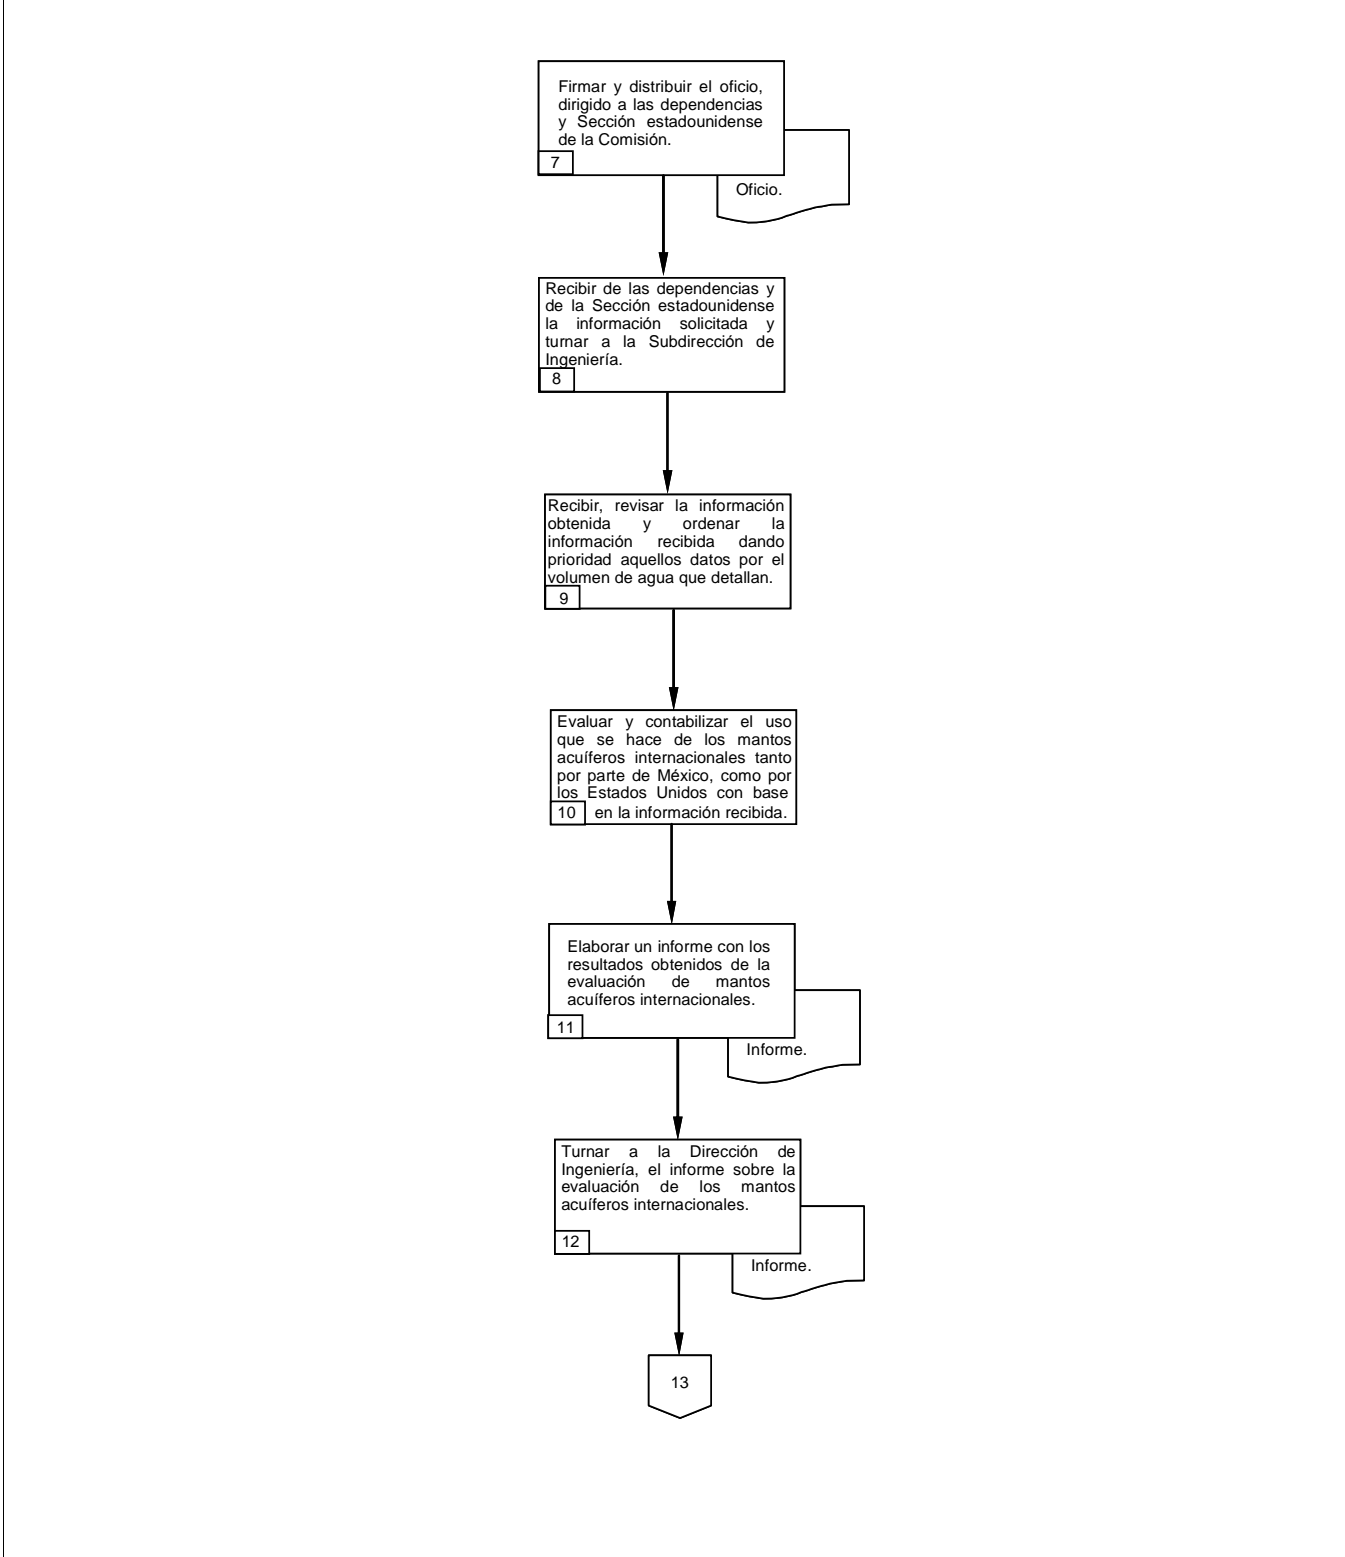 Firmar y distribuir el oficio,
dirigido a las dependencias
y Sección estadounidense
de la Comisión.
7
Oficio.
Recibir de las dependencias y
de la Sección estadounidense
la información solicitada y
turnar a la Subdirección de
Ingeniería.
8
Recibir, revisar la información
obtenida y ordenar la
información recibida dando
prioridad aquellos datos por el
volumen de agua que detallan.
9
Evaluar y contabilizar el uso
que se hace de los mantos
acuíferos internacionales tanto
por parte de México, como por
los Estados Unidos con base
10 en la información recibida.
Elaborar un informe con los
resultados obtenidos de la
evaluación de mantos
acuíferos internacionales.
11
Informe.
Turnar a la Dirección de
Ingeniería, el informe sobre la
evaluación de los mantos
acuíferos internacionales.
12
Informe.
13